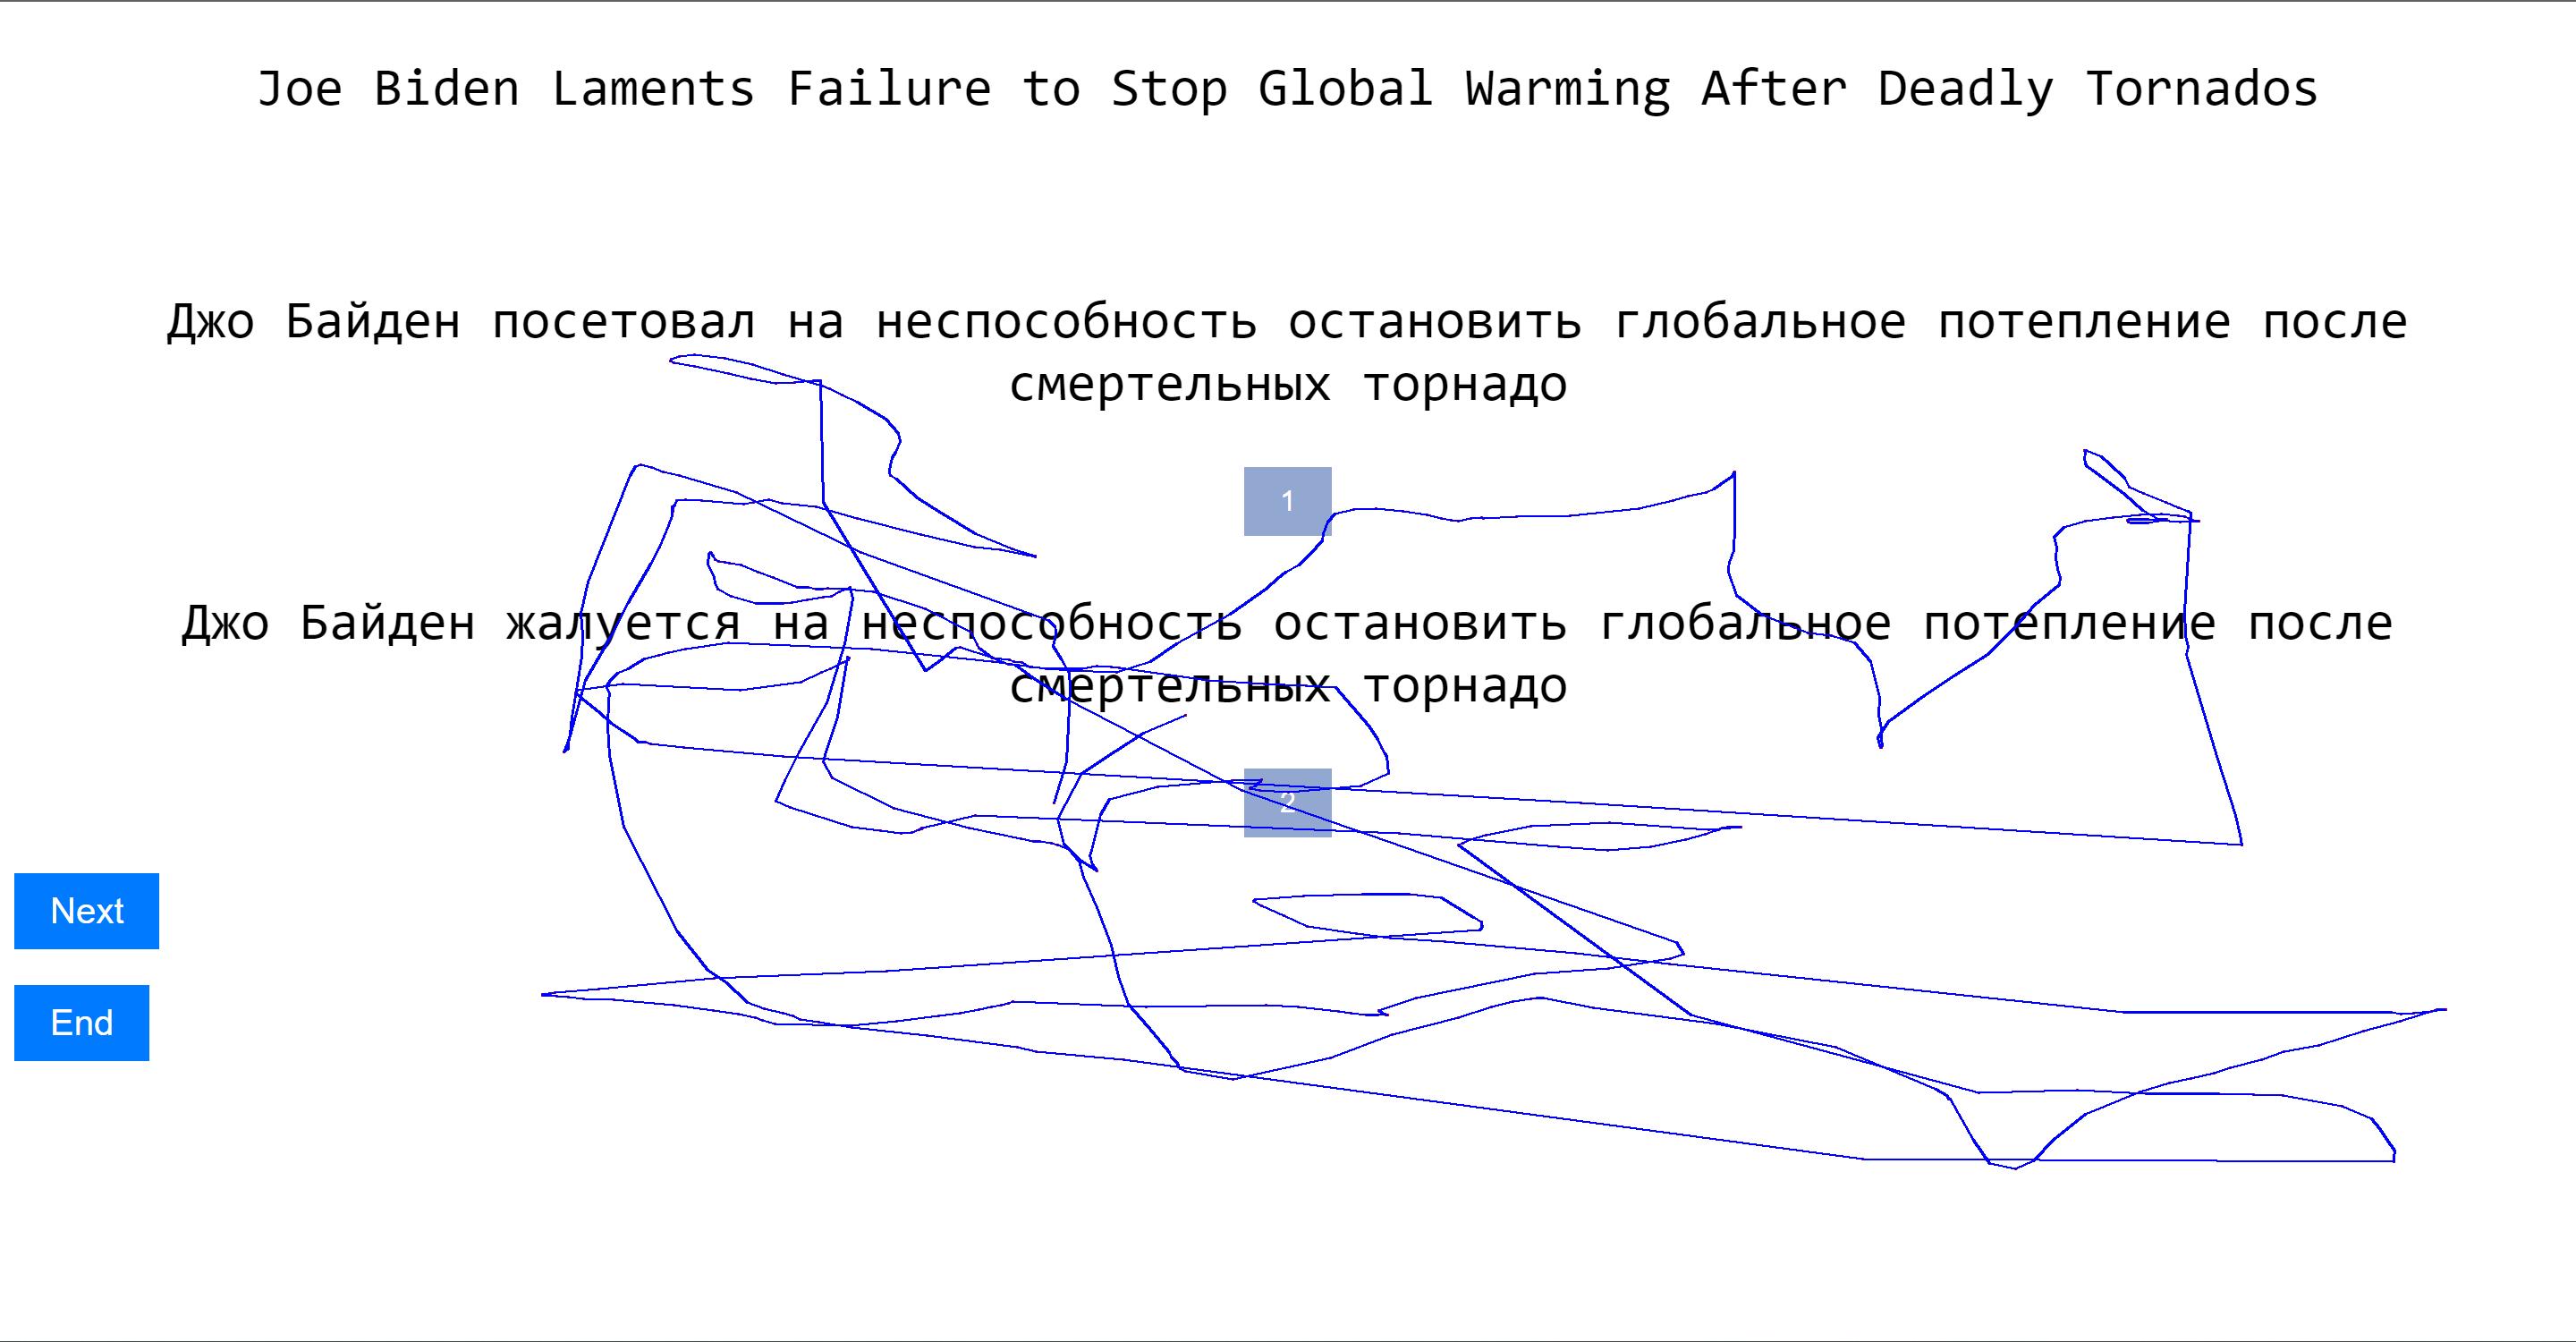 Joe Biden Laments Failure to Stop Global Warming After Deadly Tornados
Джо Байден посетовал на неспособность остановить глобальное потепление после
смертельных торнадо
1
Джо Байден жалуется на неспособность остановить глобальное потепление после
смертельных торнадо
2
Next
End